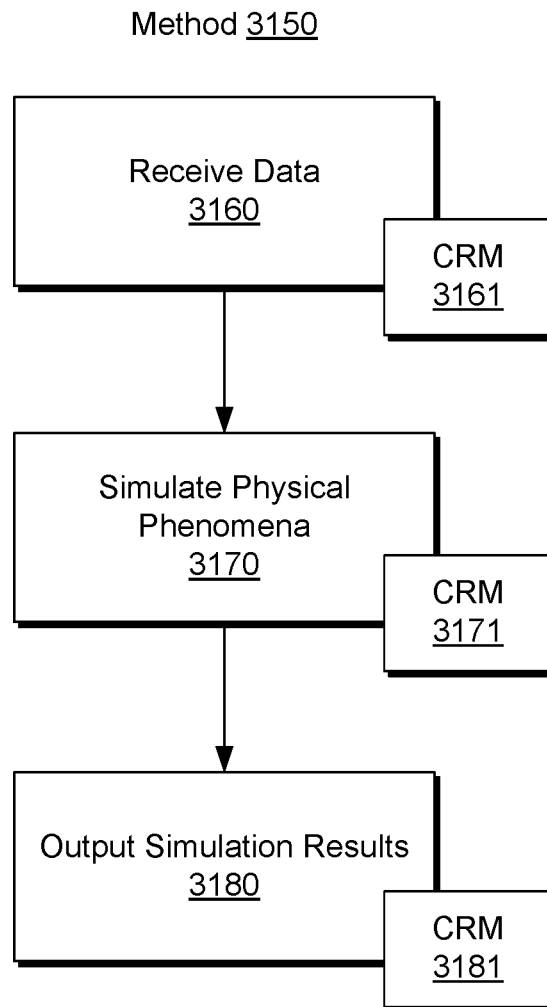 Method 3150
Receive Data
3160
CRM
3161
Simulate Physical
Phenomena
3170
CRM
3171
Output Simulation Results
3180
CRM
3181